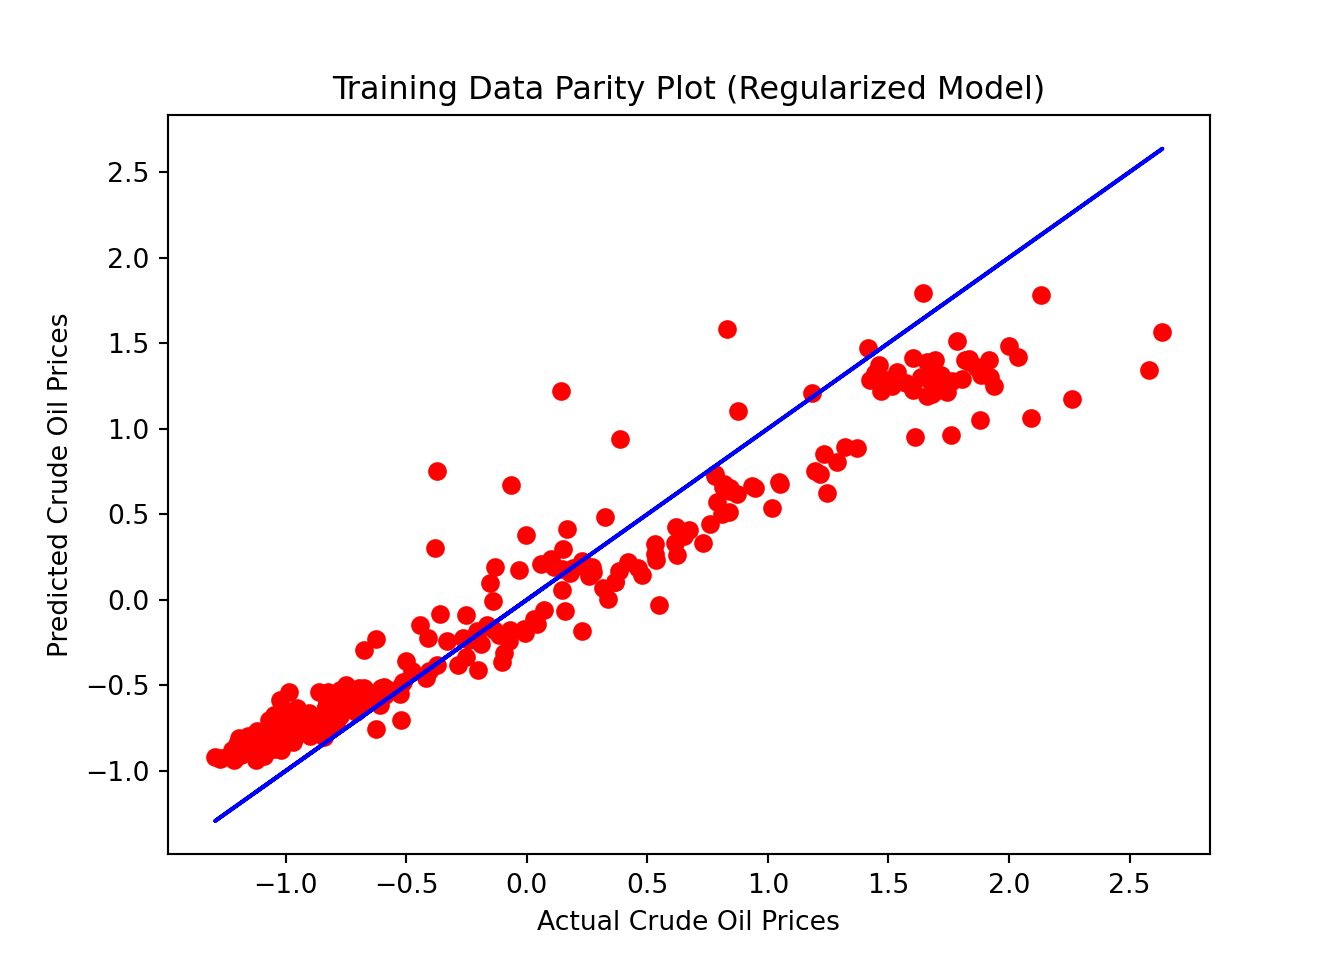 Training Data Parity Plot (Regularized Model)
Predicted Crude Oil Prices
2.5
2.0
1.5
1.0
0.5
0.0
−0.5
−1.0
−1.0 −0.5 0.0 0.5 1.0 1.5 2.0 2.5
Actual Crude Oil Prices